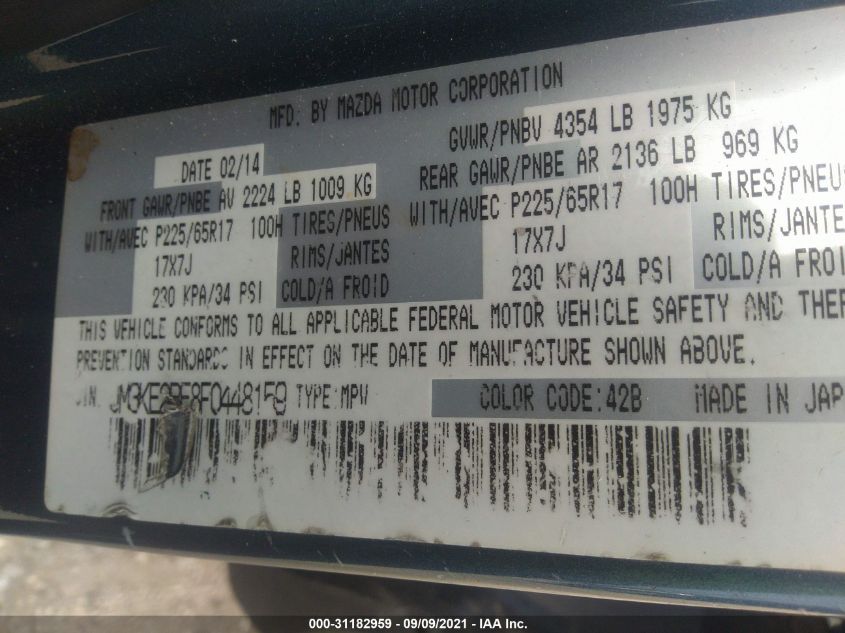 MFD. BY MAZDA MOTOR CORPORATION
DATE 02/14
GVWR/PNBV 4354 LB 1975 KG
FRONT GAWR/PNBE AV 2224 LB 1009 KG
REAR GAWR/PNBE AR 2136 LB 969 KG
WITH/AVEC P225/65R17 100H TIRES/PNEUS
WITH/AVEC P225/65R17 100H TIRES/PNEU
17X7J RIMS/JANTES
17X7J RIMS/JANTE
230 KPA/34 PSI COLD/A FROID
230 KPA/34 PSI COLD/A FROI
THIS VEHICLE CONFORMS TO ALL APPLICABLE FEDERAL MOTOR VEHICLE SAFETY AND THEF
PREVENTION STANDARDS IN EFFECT ON THE DATE OF MANUFACTURE SHOWN ABOVE.
TYPE:MPV COLOR CODE:42B MADE IN JAP
000-31182959 - 09/09/2021 - IAA Inc.